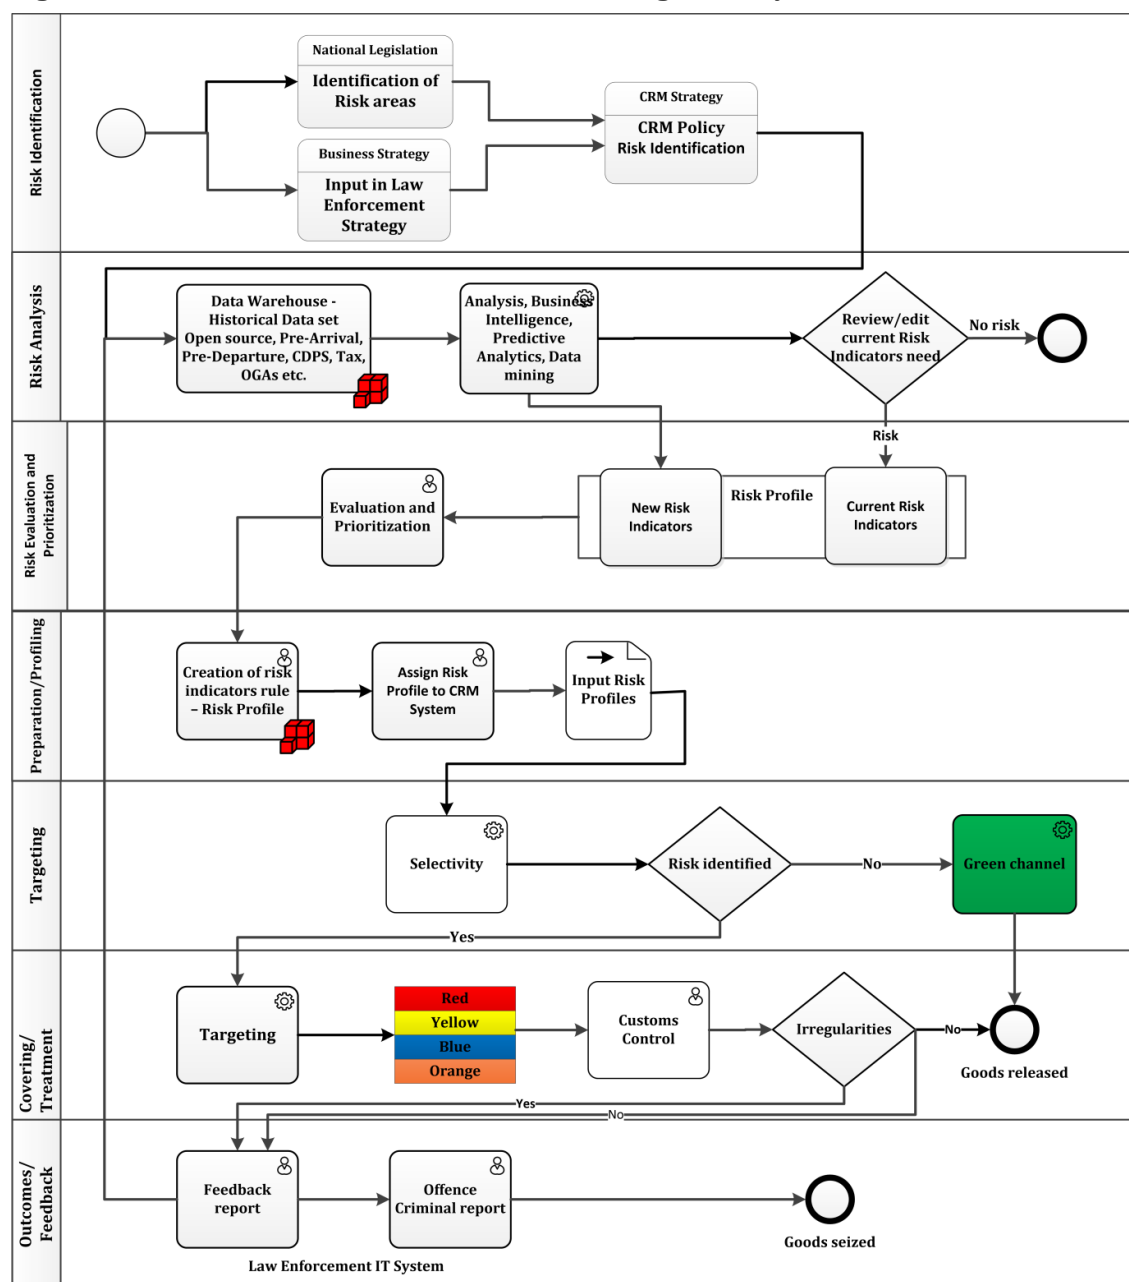 Risk Identification
National Legislation
Identification of
Risk areas
Business Strategy
Input in Law
Enforcement
Strategy
CRM Strategy
CRM Policy
Risk Identification
Risk Analysis
Data Warehouse -
Historical Data set
Open source, Pre-Arrival,
Pre-Departure, CDPS, Tax,
OGAs etc.
Analysis, Business
Intelligence,
Predictive
Analytics, Data
mining
Review/edit
current Risk
Indicators need
No risk
Risk
Risk Evaluation and
Prioritization
Evaluation and
Prioritization
New Risk
Indicators
Risk Profile
Current Risk
Indicators
Preparation/Profiling
Creation of risk
indicators rule
– Risk Profile
Assign Risk
Profile to CRM
System
Input Risk
Profiles
Targeting
Selectivity
Risk identified
No
Green channel
Yes
Covering/
Treatment
Targeting
Red
Yellow
Blue
Orange
Customs
Control
Irregularities
No
Goods released
Yes
No
Outcomes/
Feedback
Feedback
report
Offence
Criminal report
Goods seized
Law Enforcement IT System